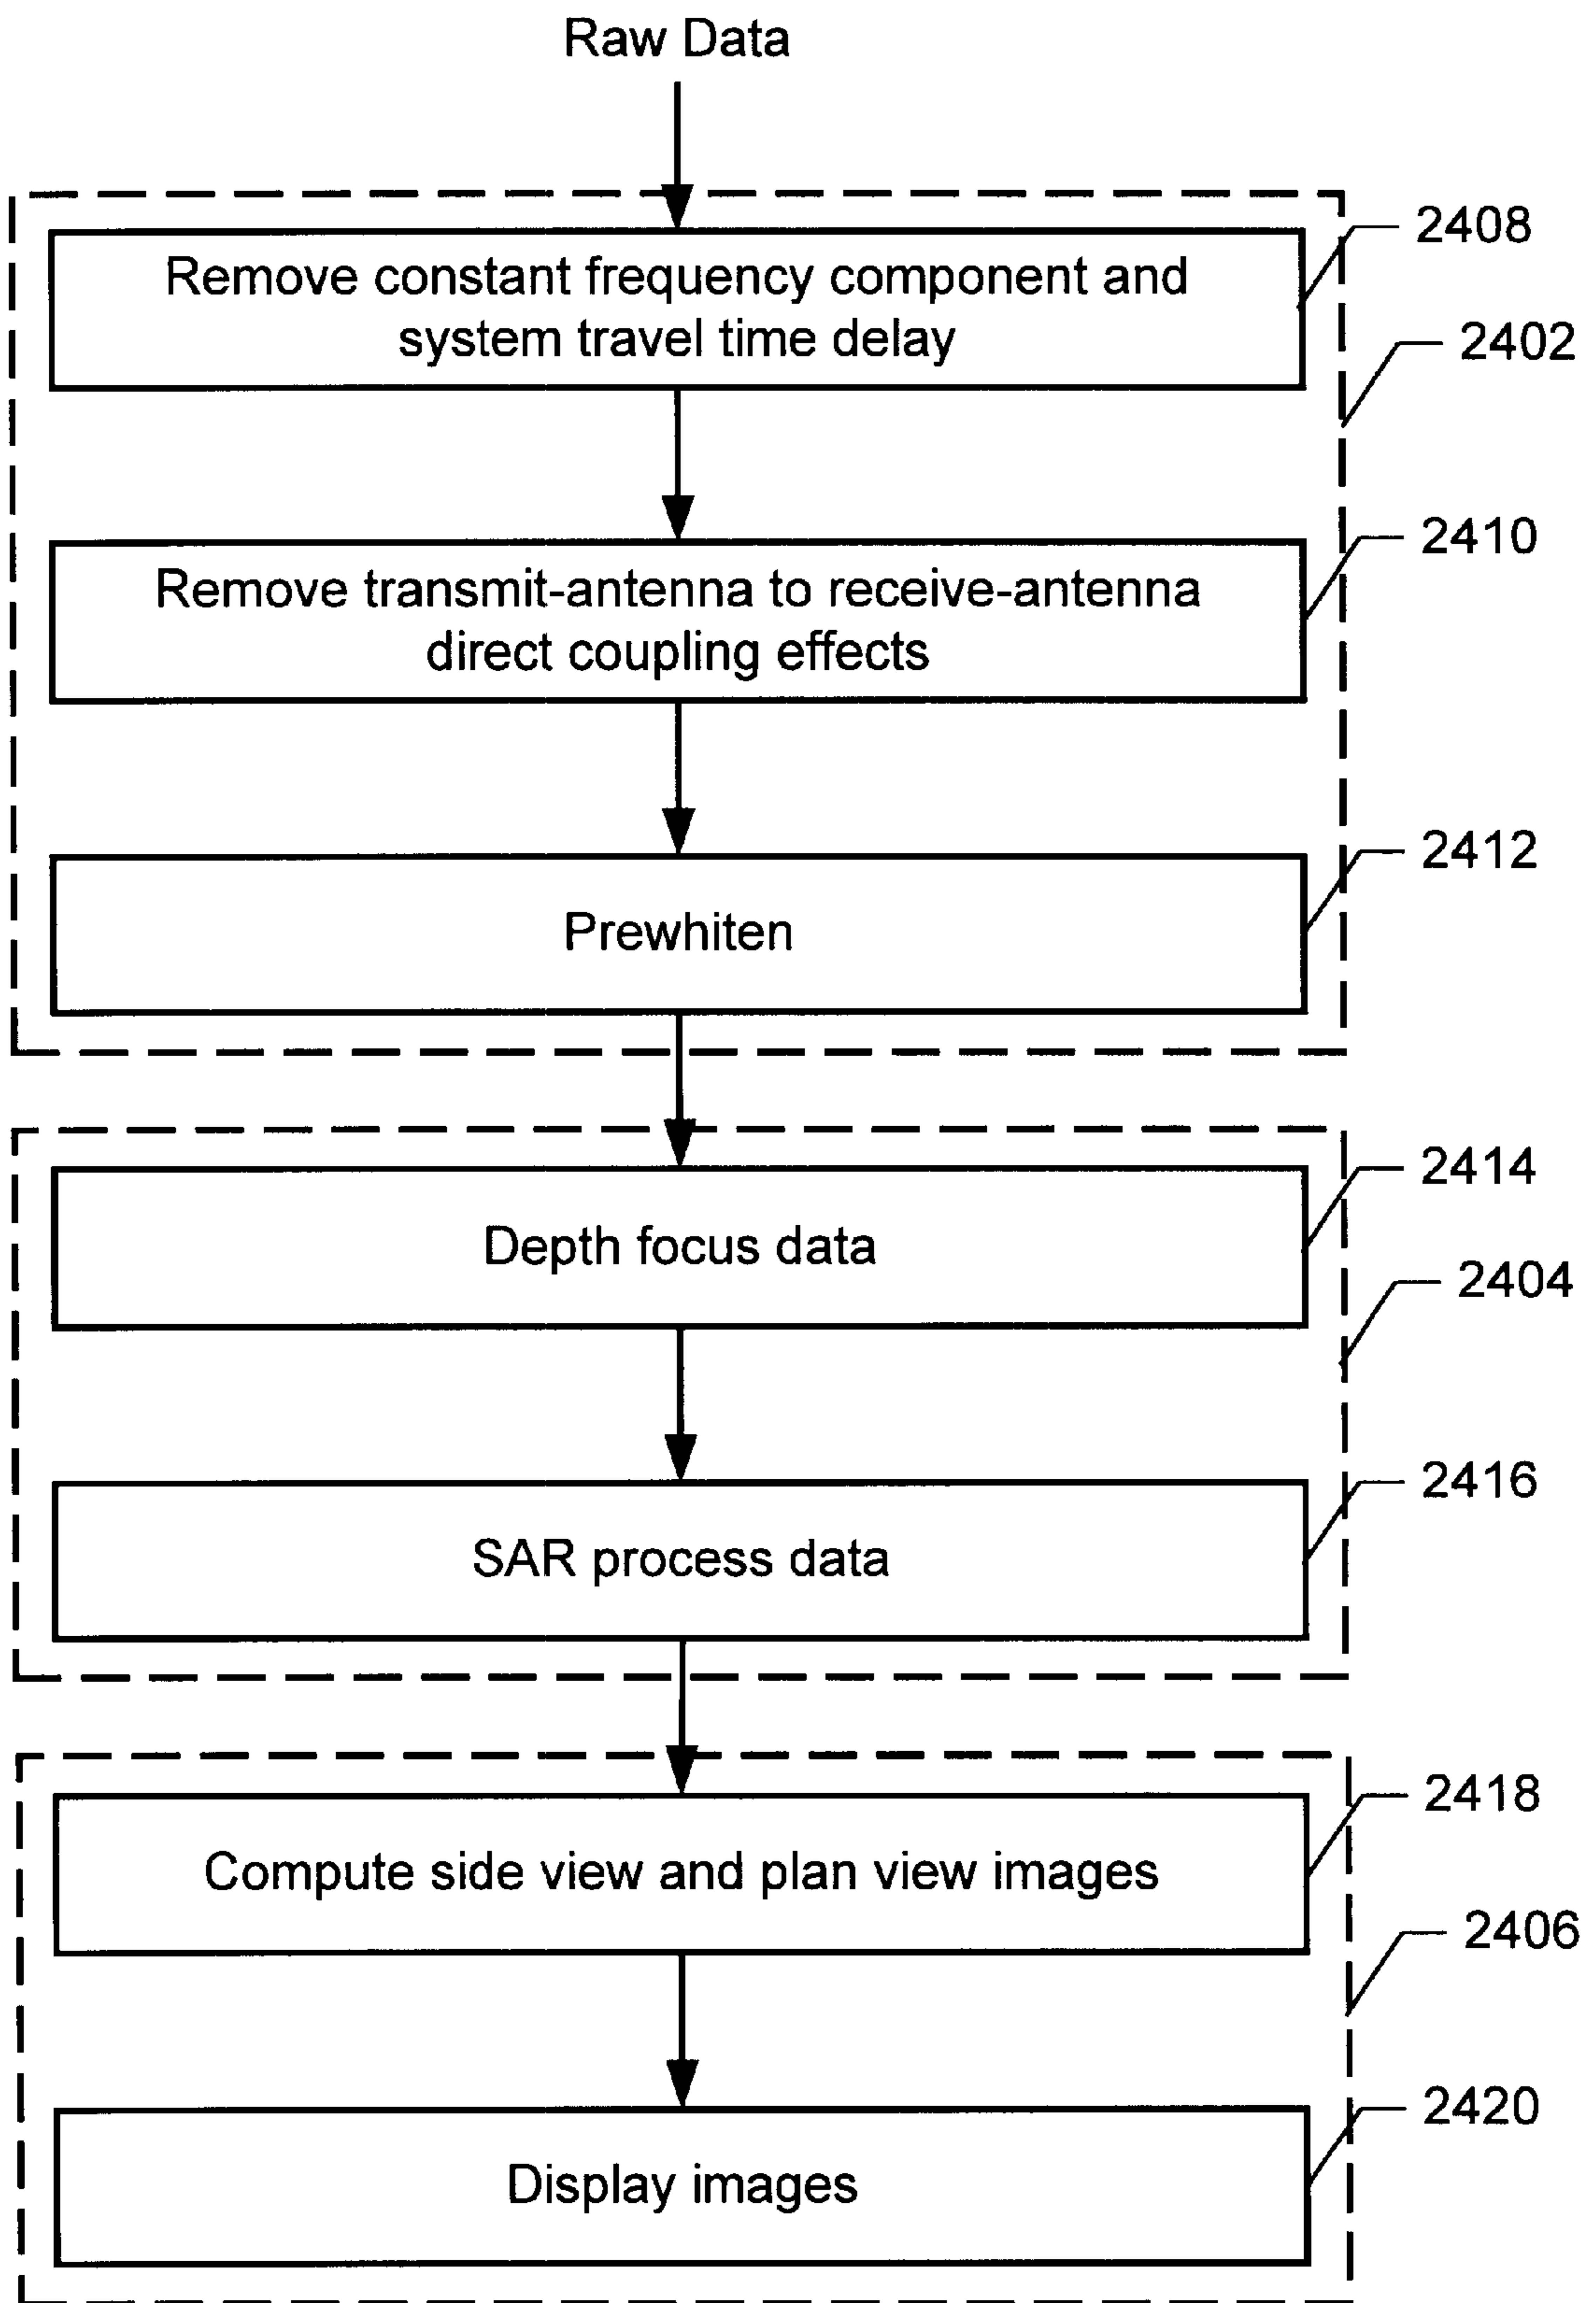 Raw Data
2408
Remove constant frequency component and
system travel time delay
2402
2410
Remove transmit-antenna to receive-antenna
direct coupling effects
2412
Prewhiten
2414
Depth focus data
2404
2416
SAR process data
2418
Compute side view and plan view images
2406
2420
Display images